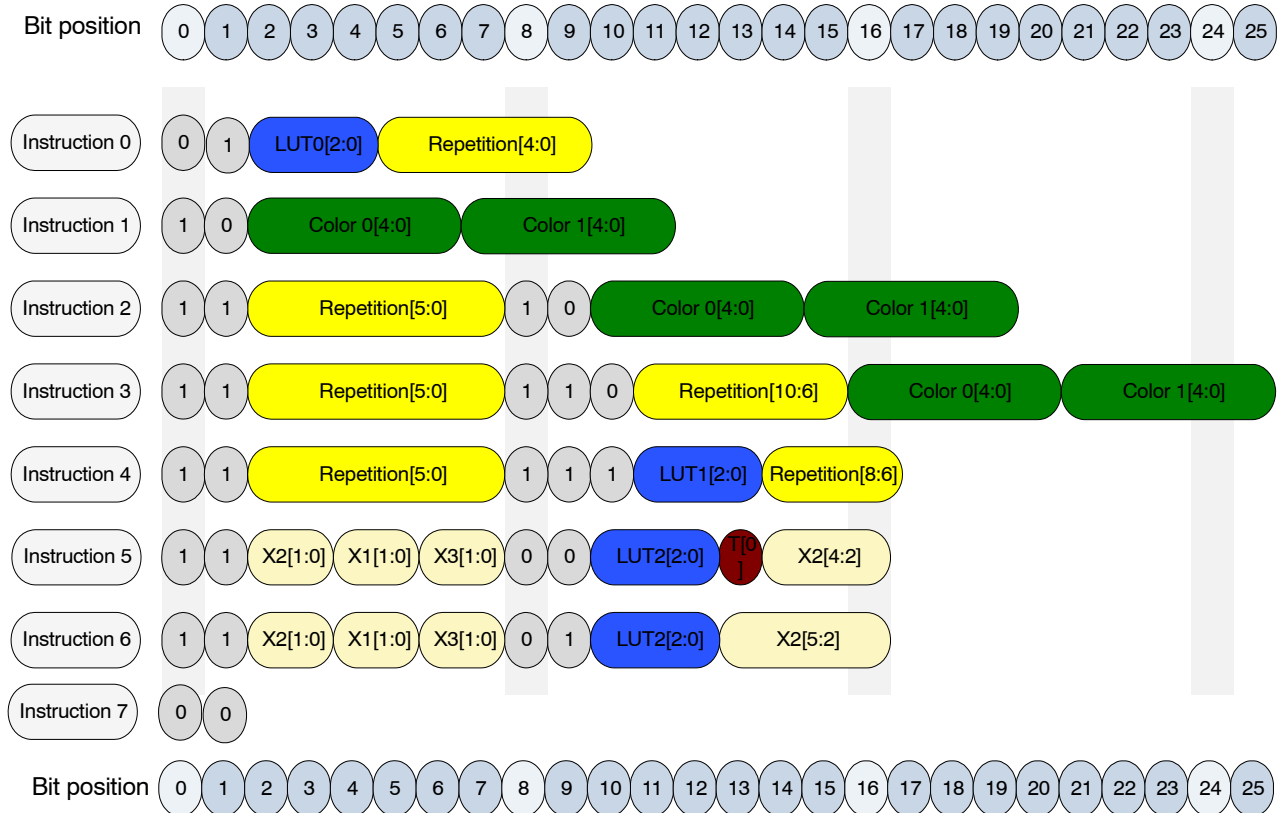 Bit position 0 1 2 3 4 5 6 7 8 9 10 11 12 13 14 15 16 17 18 19 20 21 22 23 24 25
Instruction 0 0 1 LUT0[2:0] Repetition[4:0]
Instruction 1 1 0 Color 0[4:0] Color 1[4:0]
Instruction 2 1 1 Repetition[5:0] 1 0 Color 0[4:0] Color 1[4:0]
Instruction 3 1 1 Repetition[5:0] 1 1 0 Repetition[10:6] Color 0[4:0] Color 1[4:0]
Instruction 4 1 1 Repetition[5:0] 1 1 1 LUT1[2:0] Repetition[8:6]
Instruction 5 1 1 X2[1:0] X1[1:0] X3[1:0] 0 0 LUT2[2:0] T[0] X2[4:2]
Instruction 6 1 1 X2[1:0] X1[1:0] X3[1:0] 0 1 LUT2[2:0] X2[5:2]
Instruction 7 0 0
Bit position 0 1 2 3 4 5 6 7 8 9 10 11 12 13 14 15 16 17 18 19 20 21 22 23 24 25